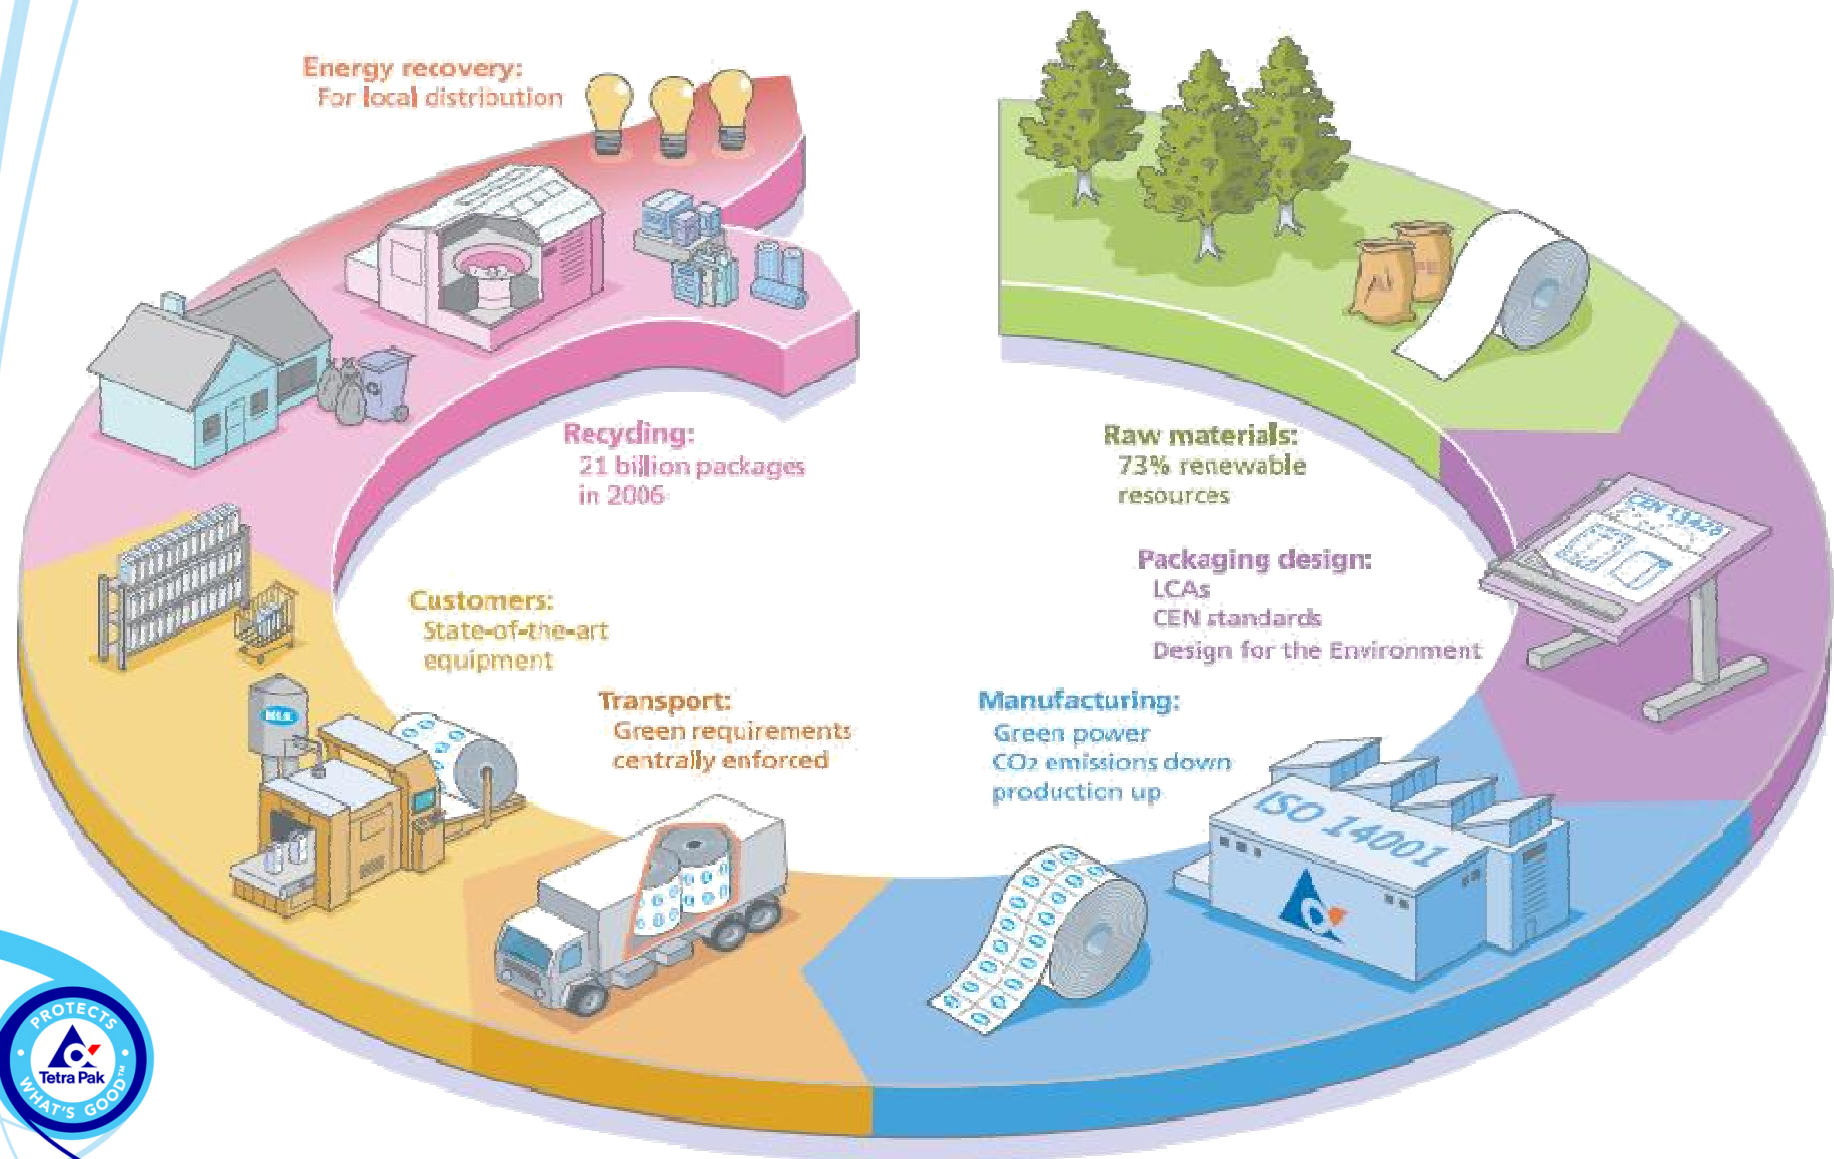 Energy recovery:
For local distribution
Recycling:
21 billion packages
in 2006
Raw materials:
73% renewable
resources
Packaging design:
LCAs
CEN standards
Design for the Environment
Customers:
State-of-the-art
equipment
Transport:
Green requirements
centrally enforced
Manufacturing:
Green power
CO2 emissions down
production up
ISO 14001
MILK
PROTECTS
Tetra Pak
WHAT'S GOOD™